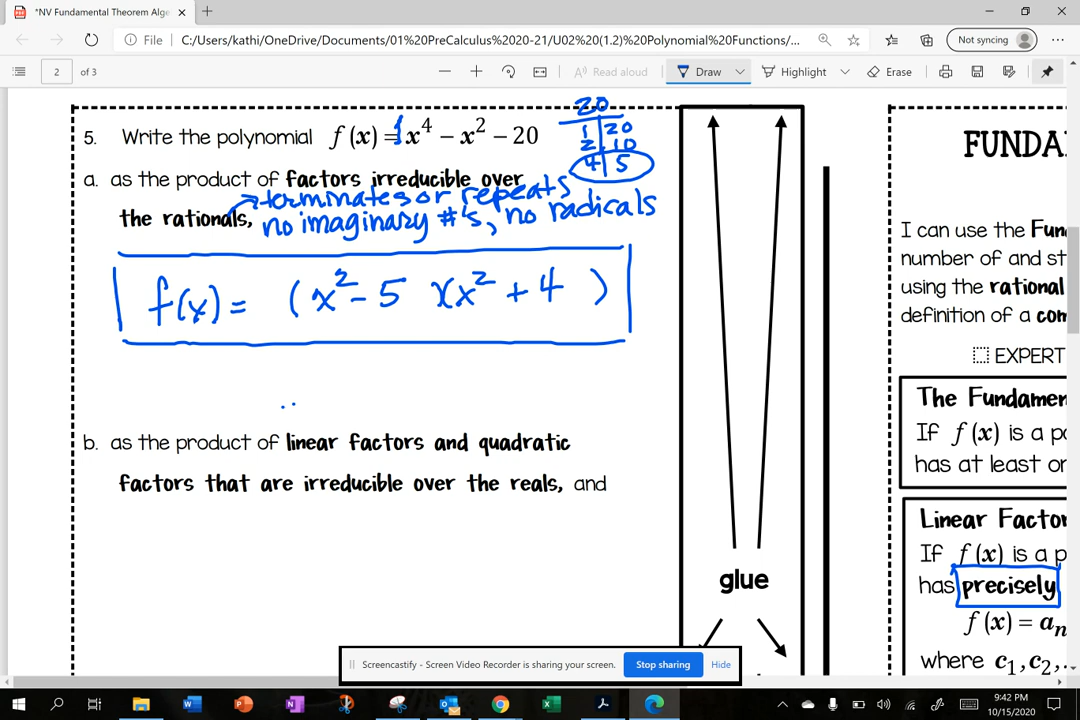 *NV Fundamental Theorem Alge
File
C:/Users/kathi/OneDrive/Documents/01%20PreCalculus%2020-21/U02%20(1.2)%20Polynomial%20Functions/...
Not syncing
2 of 3
Read aloud
Draw
Highlight
Erase
20
1 20
2 10
4 5
5. Write the polynomial f(x) = 1x⁴ − x² − 20
a. as the product of factors irreducible over
the rationals,
terminates or repeats
no imaginary #'s, no radicals
f(x) = (x² − 5 )(x² + 4 )
b. as the product of linear factors and quadratic
factors that are irreducible over the reals, and
glue
FUNDA
I can use the Fun
number of and st
using the rational
definition of a com
EXPERT
The Fundamen
If f(x) is a po
has at least or
Linear Factor
If f(x) is a p
has precisely
f(x) = aₙ
where c₁, c₂, .
Screencastify - Screen Video Recorder is sharing your screen.
Stop sharing
Hide
9:42 PM
10/15/2020